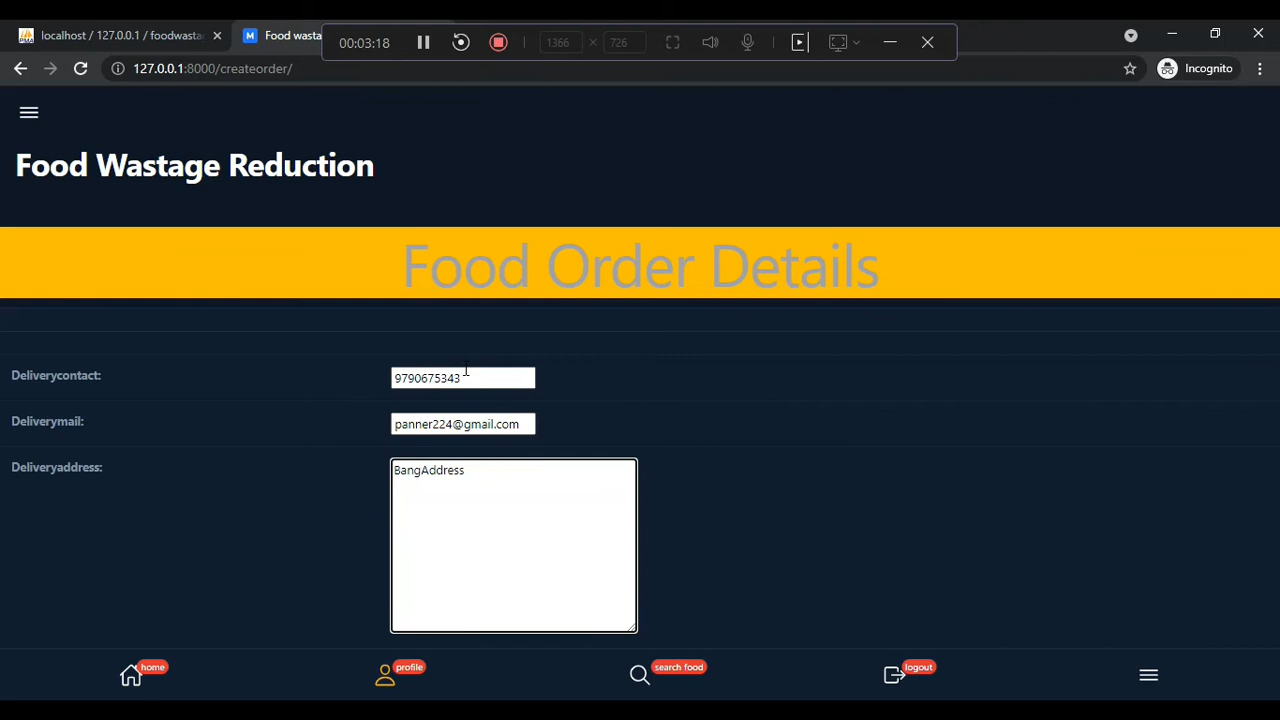 localhost / 127.0.0.1 / foodwasta
Food wasta
00:03:18
1366 × 726
127.0.0.1:8000/createorder/
Incognito
Food Wastage Reduction
Food Order Details
Deliverycontact:
9790675343
Deliverymail:
panner224@gmail.com
Deliveryaddress:
BangAddress
home
profile
search food
logout